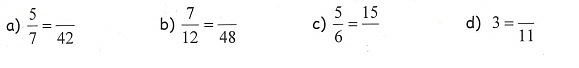 a) 5/7 = /42 b) 7/12 = /48 c) 5/6 = 15/ d) 3 = /11